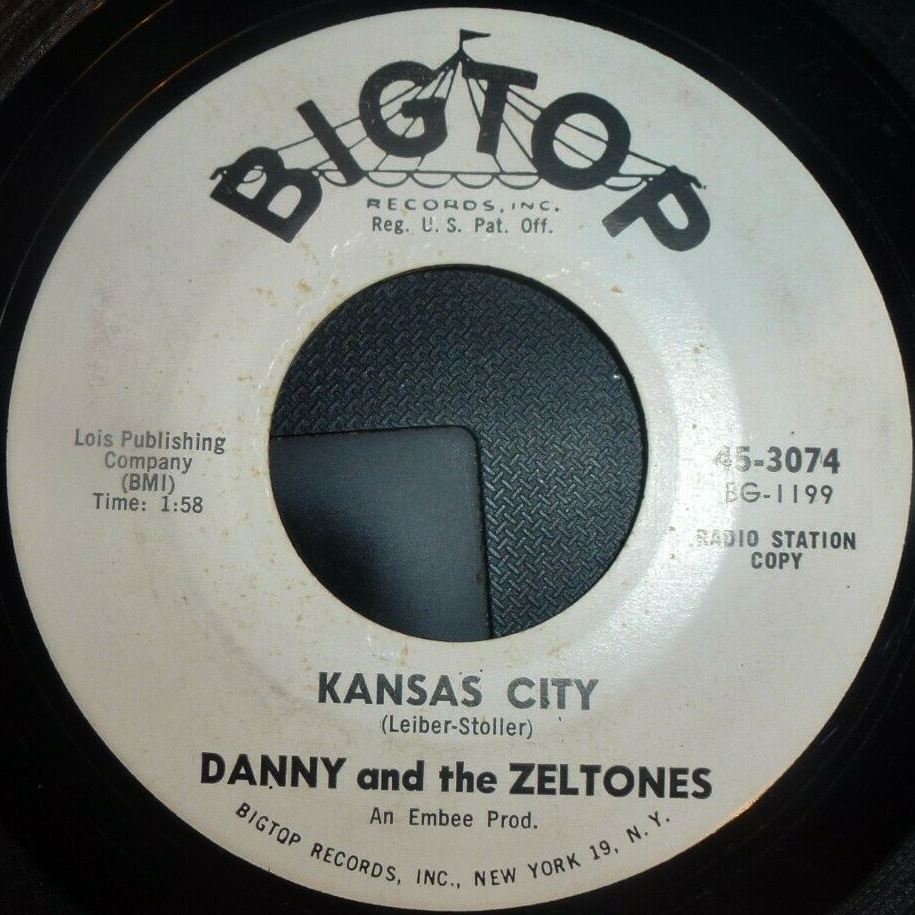 BIGTOP
RECORDS, INC.
Reg. U. S. Pat. Off.
Lois Publishing
Company
(BMI)
Time: 1:58
45-3074
BG-1199
RADIO STATION
COPY
KANSAS CITY
(Leiber-Stoller)
DANNY and the ZELTONES
An Embee Prod.
BIGTOP RECORDS, INC., NEW YORK 19, N. Y.